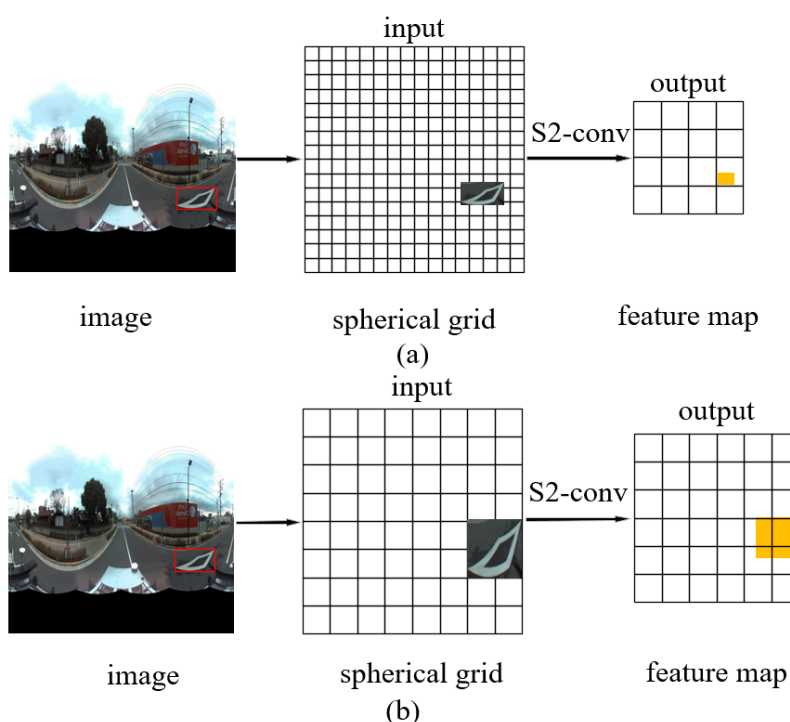 input
output
S2-conv
image
spherical grid
feature map
(a)
input
output
S2-conv
image
spherical grid
feature map
(b)